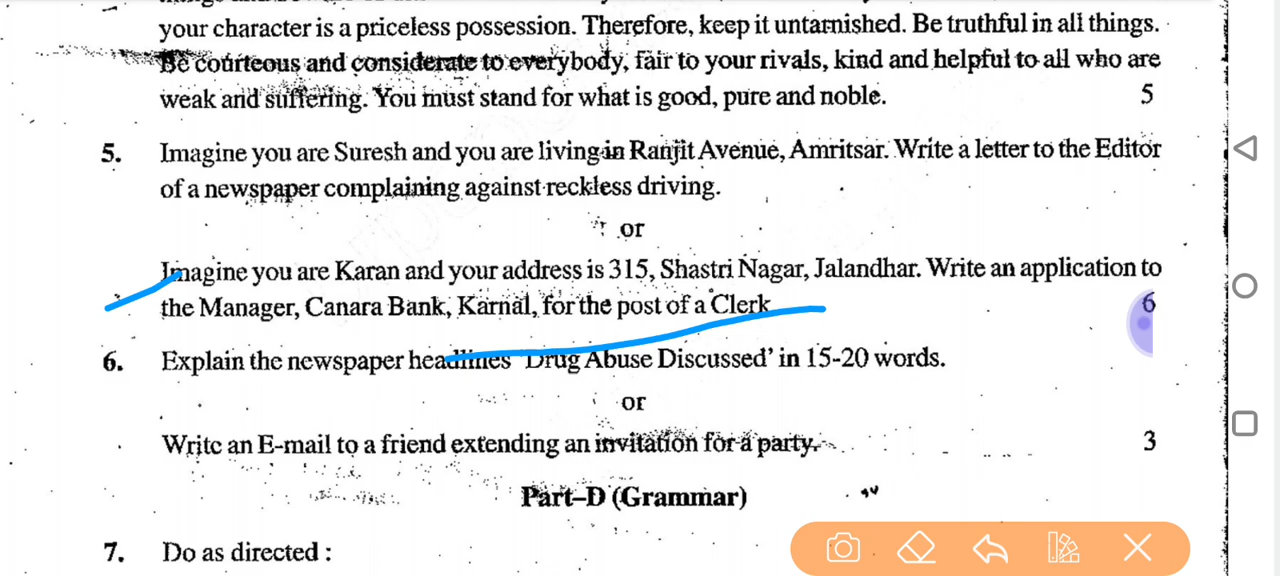 your character is a priceless possession. Therefore, keep it untarnished. Be truthful in all things.
Be courteous and considerate to everybody, fair to your rivals, kind and helpful to all who are
weak and suffering. You must stand for what is good, pure and noble. 5
5. Imagine you are Suresh and you are living in Ranjit Avenue, Amritsar. Write a letter to the Editor
of a newspaper complaining against reckless driving.
or
Imagine you are Karan and your address is 315, Shastri Nagar, Jalandhar. Write an application to
the Manager, Canara Bank, Karnal, for the post of a Clerk 6
6. Explain the newspaper headlines 'Drug Abuse Discussed' in 15-20 words.
or
Write an E-mail to a friend extending an invitation for a party. 3
Part–D (Grammar)
7. Do as directed :